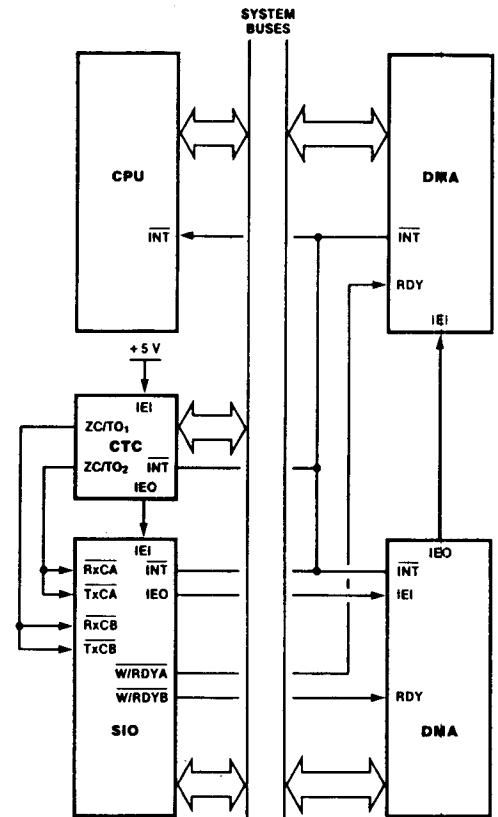 SYSTEM
BUSES
CPU
INT
DMA
INT
RDY
IEI
+5 V
IEI
ZC/TO1
CTC
ZC/TO2
INT
IEO
IEI
RxCA
INT
TxCA
IEO
RxCB
TxCB
W/RDYA
W/RDYB
SIO
IEO
INT
IEI
RDY
DMA